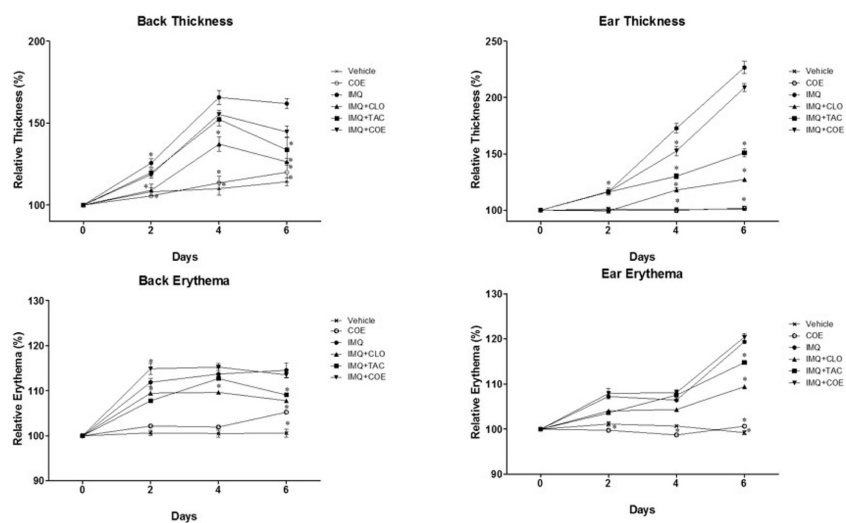 Back Thickness
Relative Thickness (%)
200
150
100
0
2
4
6
Days
Vehicle
COE
IMQ
IMQ+CLO
IMQ+TAC
IMQ+COE
Ear Thickness
Relative Thickness (%)
250
200
150
100
0
2
4
6
Days
Vehicle
COE
IMQ
IMQ+CLO
IMQ+TAC
IMQ+COE
Back Erythema
Relative Erythema (%)
130
120
110
100
90
0
2
4
6
Days
Vehicle
COE
IMQ
IMQ+CLO
IMQ+TAC
IMQ+COE
Ear Erythema
Relative Erythema (%)
130
120
110
100
90
0
2
4
6
Days
Vehicle
COE
IMQ
IMQ+CLO
IMQ+TAC
IMQ+COE